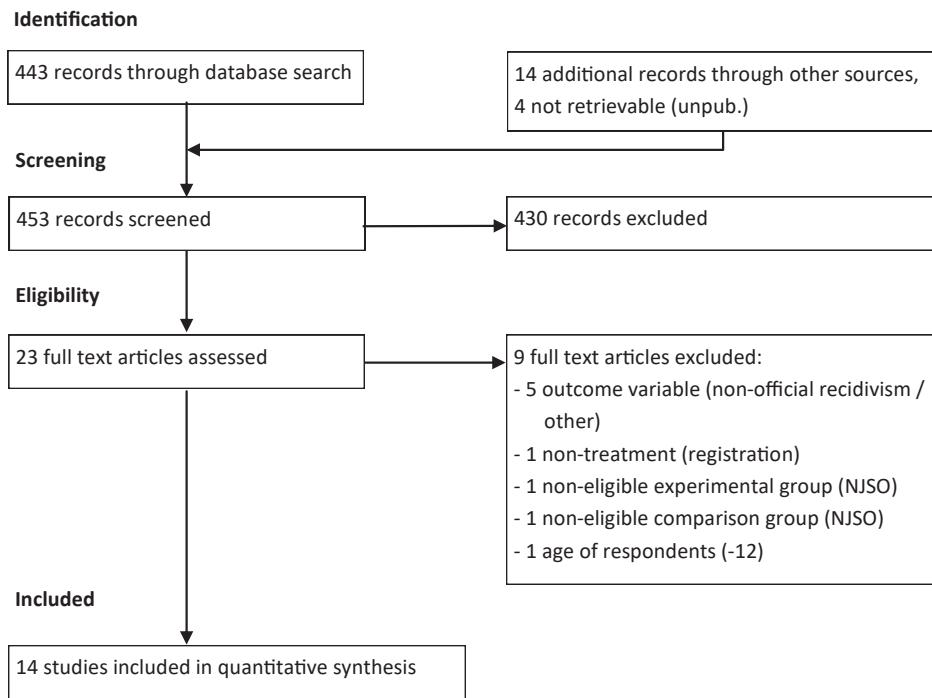 Identification
443 records through database search
14 additional records through other sources,
4 not retrievable (unpub.)
Screening
453 records screened
430 records excluded
Eligibility
23 full text articles assessed
9 full text articles excluded:
- 5 outcome variable (non-official recidivism /
other)
- 1 non-treatment (registration)
- 1 non-eligible experimental group (NJSO)
- 1 non-eligible comparison group (NJSO)
- 1 age of respondents (-12)
Included
14 studies included in quantitative synthesis